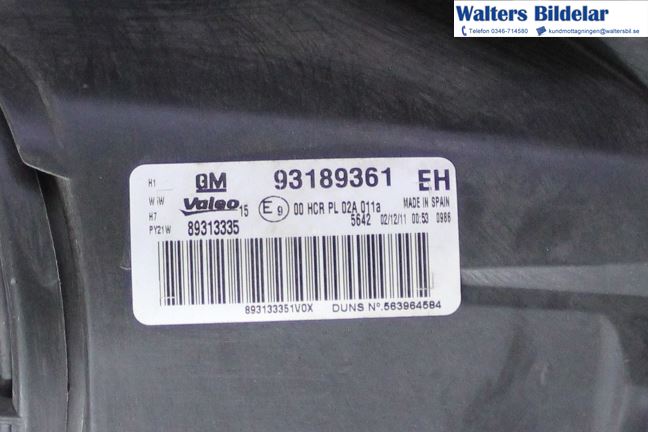 Walters Bildelar
Telefon 0346-714580 kundmottagningen@waltersbil.se
H1 GM 93189361 EH
W W Valeo 15 E9 00 HCR PL 02A 011a MADE IN SPAIN
H7 5642 02/12/11 00:53 0986
PY21W 89313335
893133351V0X DUNS Nº.563964584